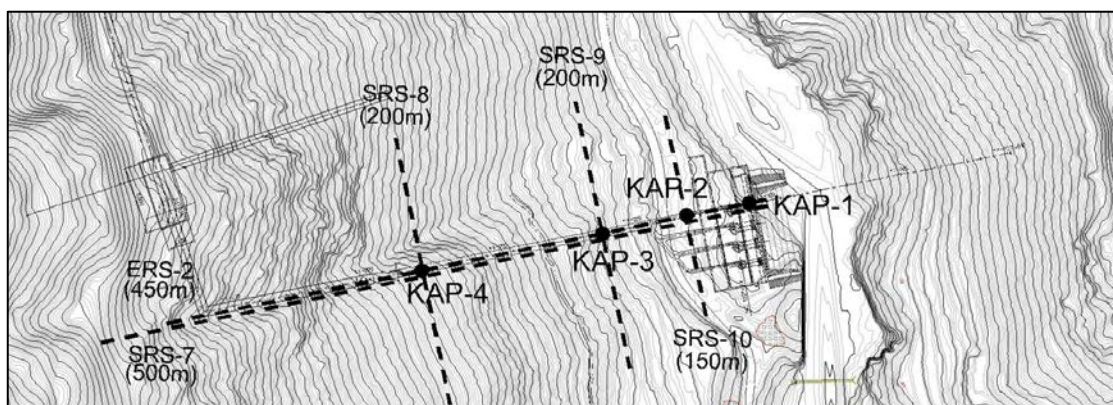 SRS-9
(200m)
SRS-8
(200m)
KAP-2
KAP-1
KAP-3
ERS-2
(450m)
KAP-4
SRS-7
(500m)
SRS-10
(150m)